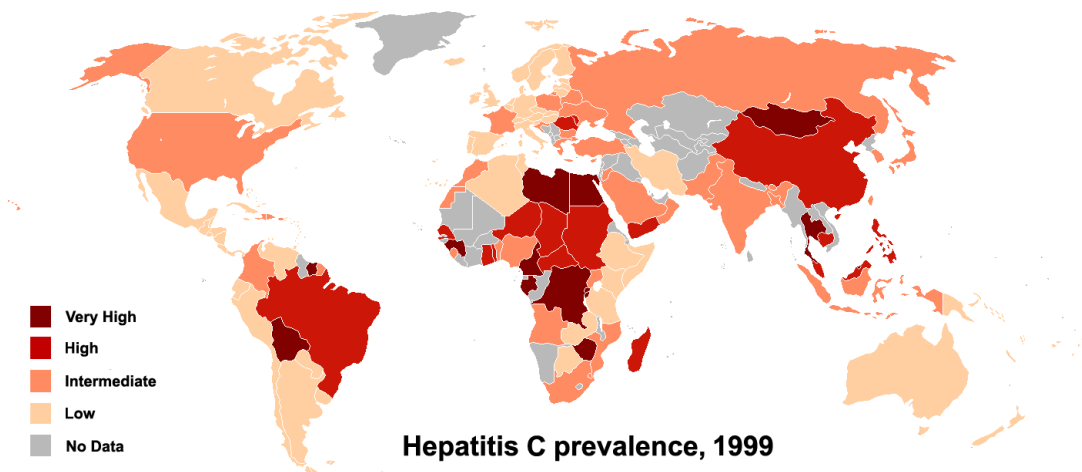 Very High
High
Intermediate
Low
No Data
Hepatitis C prevalence, 1999